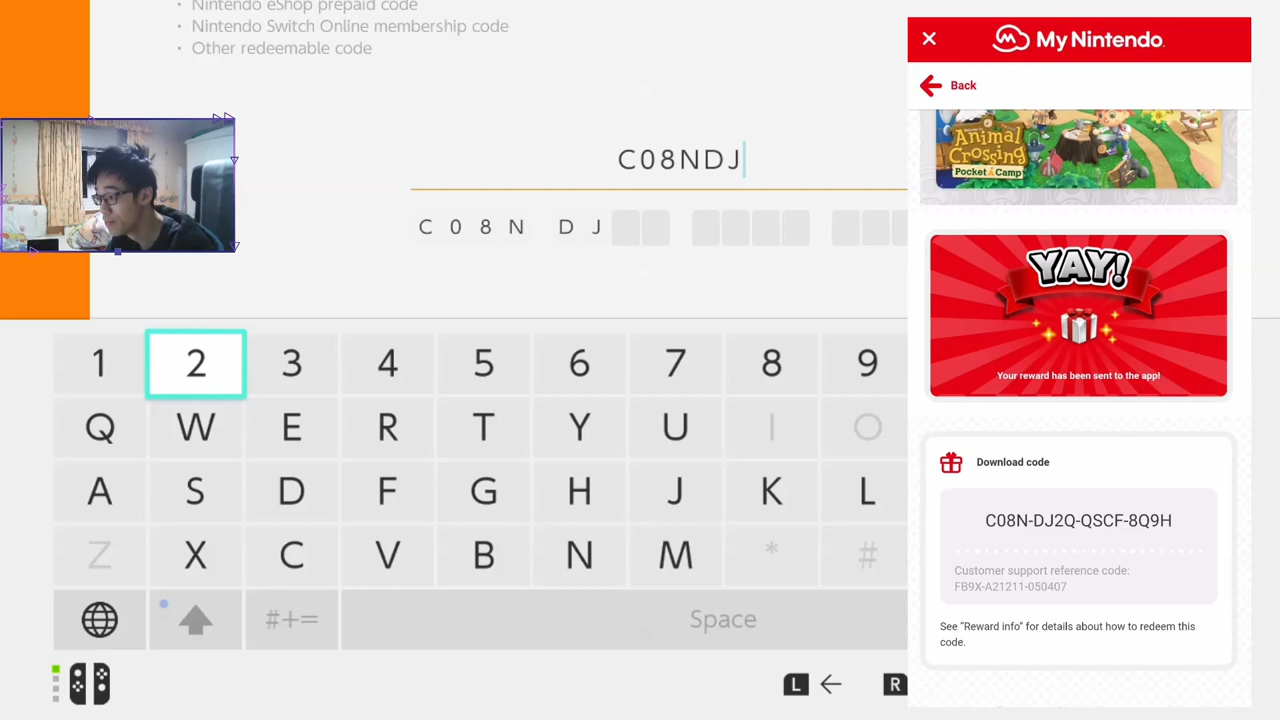 Nintendo eShop prepaid code
Nintendo Switch Online membership code
Other redeemable code
C08NDJ
C 0 8 N D J
1 2 3 4 5 6 7 8 9
Q W E R T Y U I O
A S D F G H J K L
Z X C V B N M * #
#+= Space
L R
My Nintendo
Back
Welcome to
Animal
Crossing
Pocket Camp
YAY!
Your reward has been sent to the app!
Download code
C08N-DJ2Q-QSCF-8Q9H
Customer support reference code:
FB9X-A21211-050407
See “Reward info” for details about how to redeem this
code.